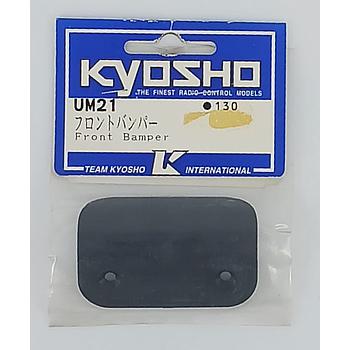 KYOSHO
THE FINEST RADIO CONTROL MODELS
UM21 ●130
フロントバンパー
Front Bamper
TEAM KYOSHO K INTERNATIONAL